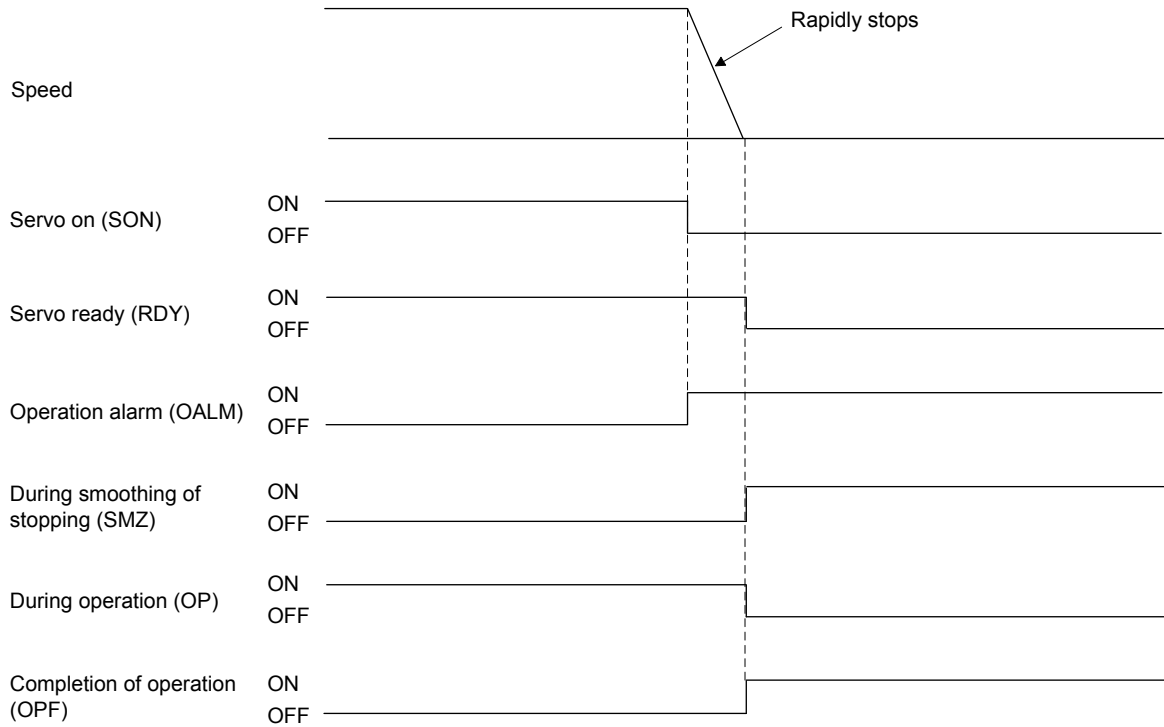 Rapidly stops
Speed
Servo on (SON)
ON
OFF
Servo ready (RDY)
ON
OFF
Operation alarm (OALM)
ON
OFF
During smoothing of
stopping (SMZ)
ON
OFF
During operation (OP)
ON
OFF
Completion of operation
(OPF)
ON
OFF